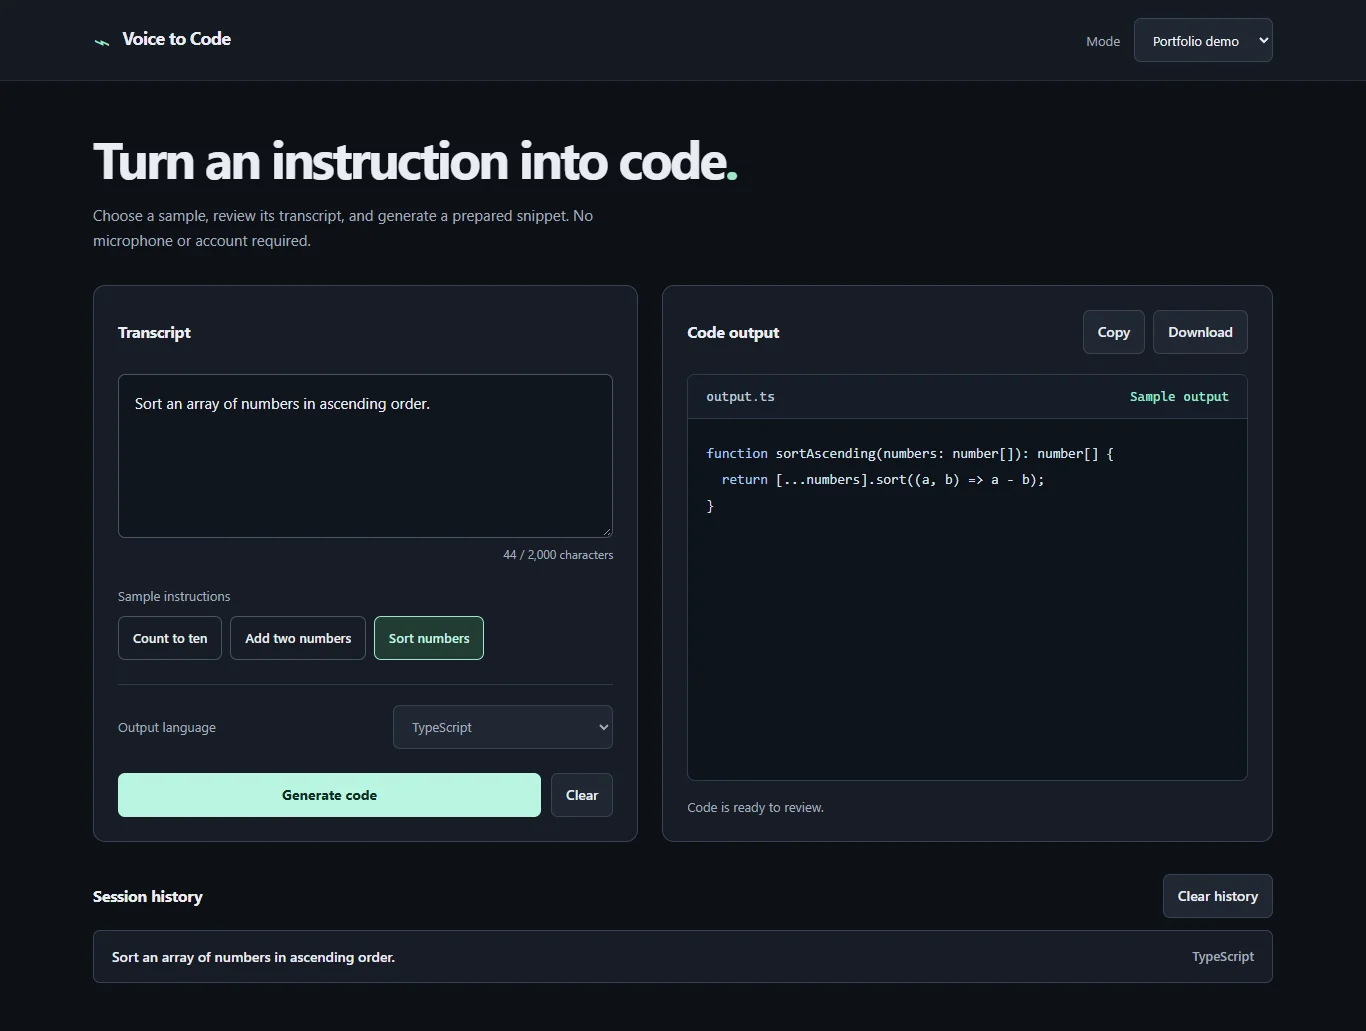 Voice to Code
Mode
Portfolio demo
Turn an instruction into code.
Choose a sample, review its transcript, and generate a prepared snippet. No
microphone or account required.
Transcript
Sort an array of numbers in ascending order.
44 / 2,000 characters
Sample instructions
Count to ten
Add two numbers
Sort numbers
Output language
TypeScript
Generate code
Clear
Code output
Copy
Download
output.ts
Sample output
function sortAscending(numbers: number[]): number[] {
  return [...numbers].sort((a, b) => a - b);
}
Code is ready to review.
Session history
Clear history
Sort an array of numbers in ascending order.
TypeScript